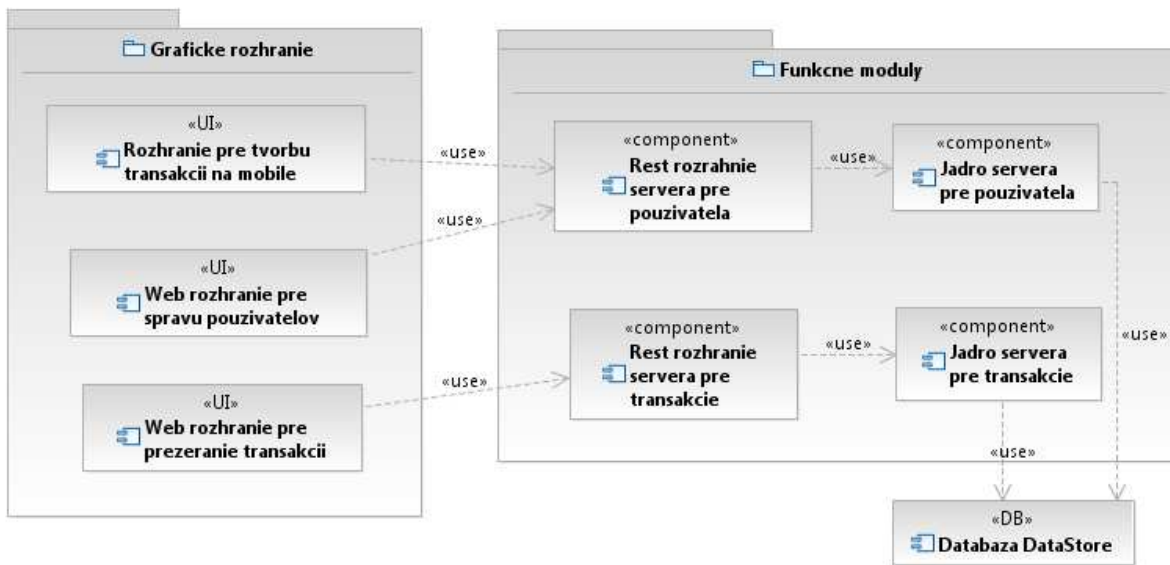 Graficke rozhranie
«UI»
Rozhranie pre tvorbu
transakcii na mobile
«UI»
Web rozhranie pre
spravu pouzivatelov
«UI»
Web rozhranie pre
prezeranie transakcii
«use»
«use»
«use»
Funkcne moduly
«component»
Rest rozrahnie
servera pre
pouzivatela
«use»
«component»
Jadro servera
pre pouzivatela
«component»
Rest rozhranie
servera pre
transakcie
«use»
«component»
Jadro servera
pre transakcie
«use»
«use»
«DB»
Databaza DataStore